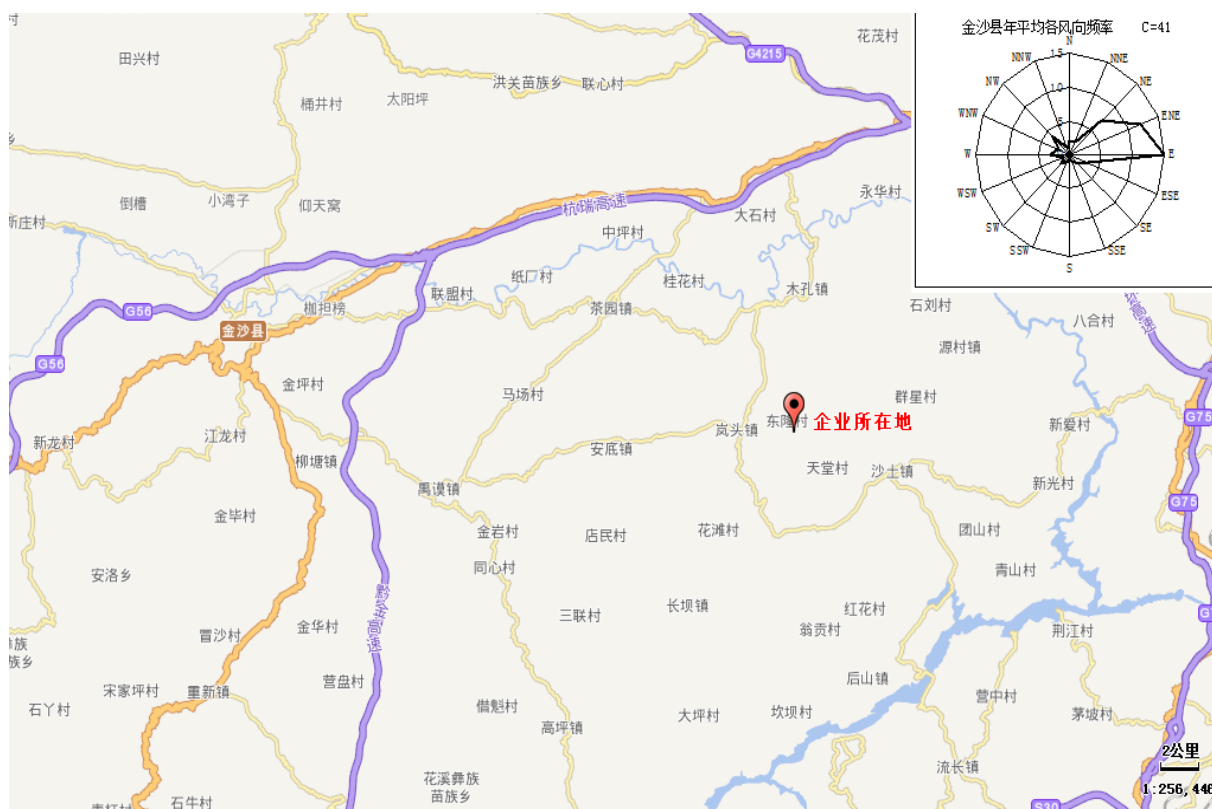 村
花茂村
田兴村
G4215
洪关苗族乡
联心村
桶井村
太阳坪
金沙县年平均各风向频率
C=41
N
NNW
NNE
15
NW
NE
10
WNW
ENE
5
W
E
WSW
ESE
SW
SE
SSW
SSE
S
永华村
倒槽
小湾子
仰天窝
杭瑞高速
大石村
中坪村
纸厂村
桂花村
联盟村
木孔镇
枷担榜
茶园镇
石刘村
八合村
G56
金沙县
源村镇
G56
金坪村
马场村
群星村
东隆村
企业所在地
G75
新龙村
江龙村
岚头镇
安底镇
新爱村
柳塘镇
天堂村
沙土镇
禹谟镇
新光村
G75
金毕村
金岩村
店民村
花滩村
团山村
同心村
安洛乡
青山村
黔金高速
三联村
长坝镇
红花村
金华村
翁贡村
荆江村
冒沙村
族乡
宋家坪村
重新镇
营盘村
后山镇
营中村
石丫村
借魁村
大坪村
坎坝村
茅坡村
高坪镇
2公里
花溪彝族
苗族乡
流长镇
石牛村
S30